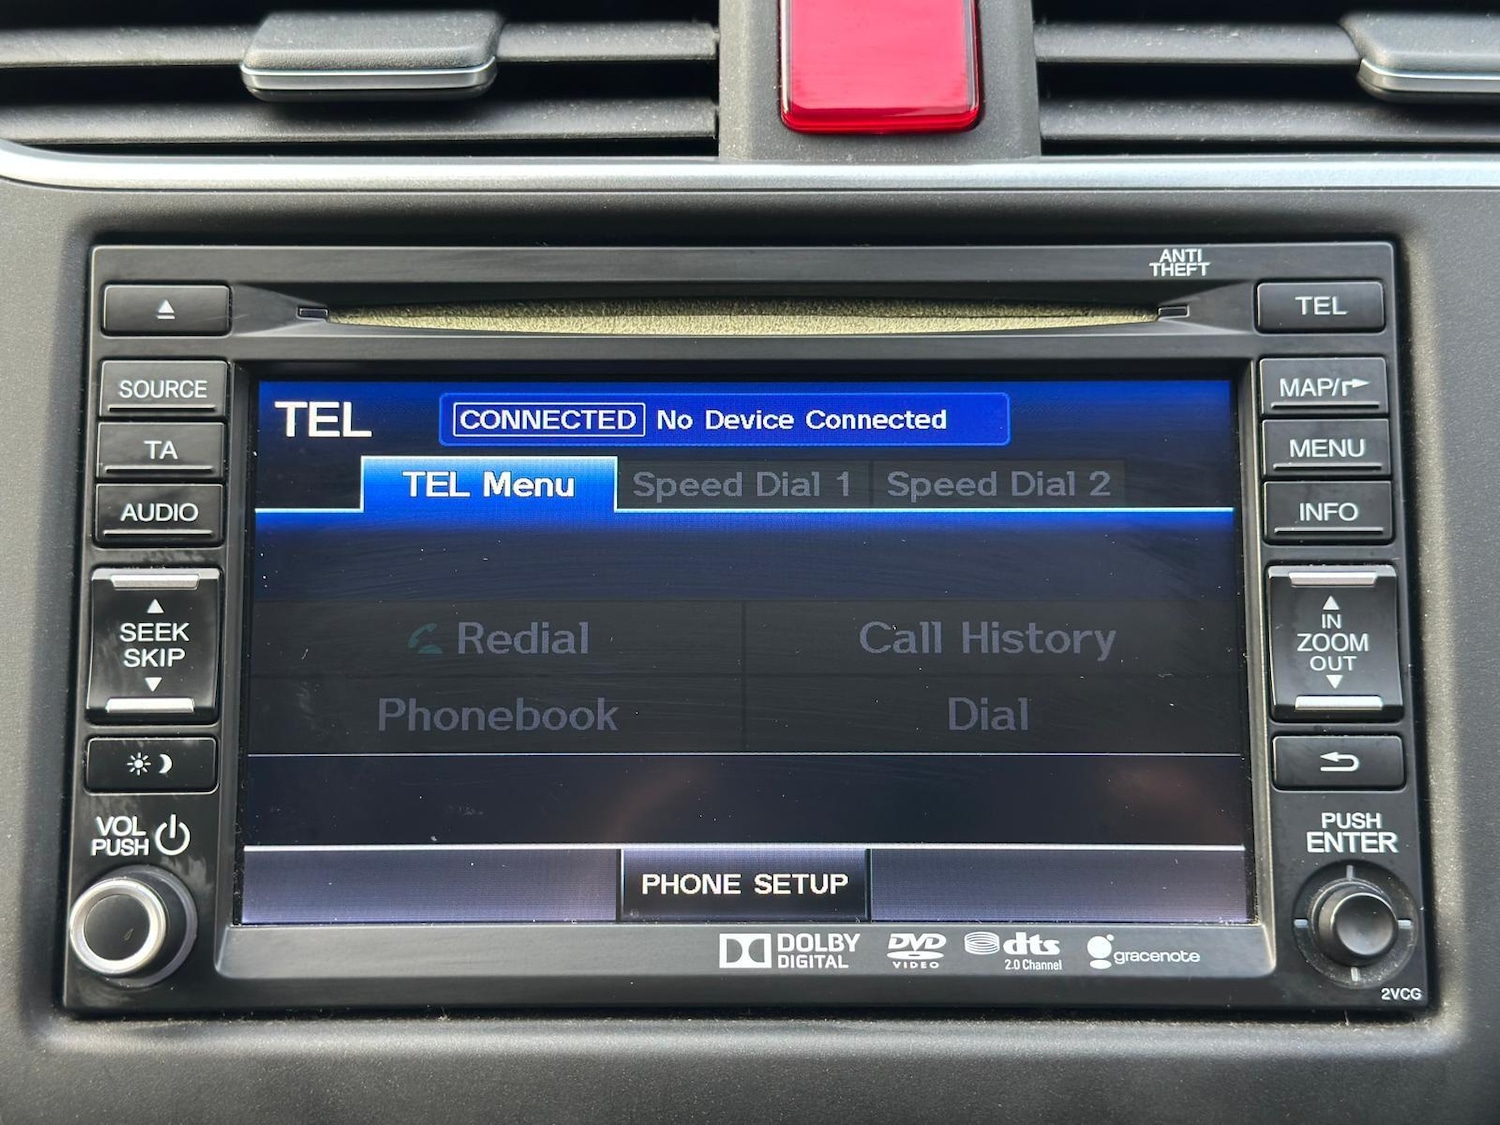 ANTI
THEFT
TEL
SOURCE
TA
AUDIO
SEEK
SKIP
VOL
PUSH
TEL CONNECTED No Device Connected
TEL Menu Speed Dial 1 Speed Dial 2
Redial Call History
Phonebook Dial
PHONE SETUP
MAP/
MENU
INFO
IN
ZOOM
OUT
PUSH
ENTER
DOLBY
DIGITAL
DVD
VIDEO
dts
2.0 Channel
gracenote
2VCG